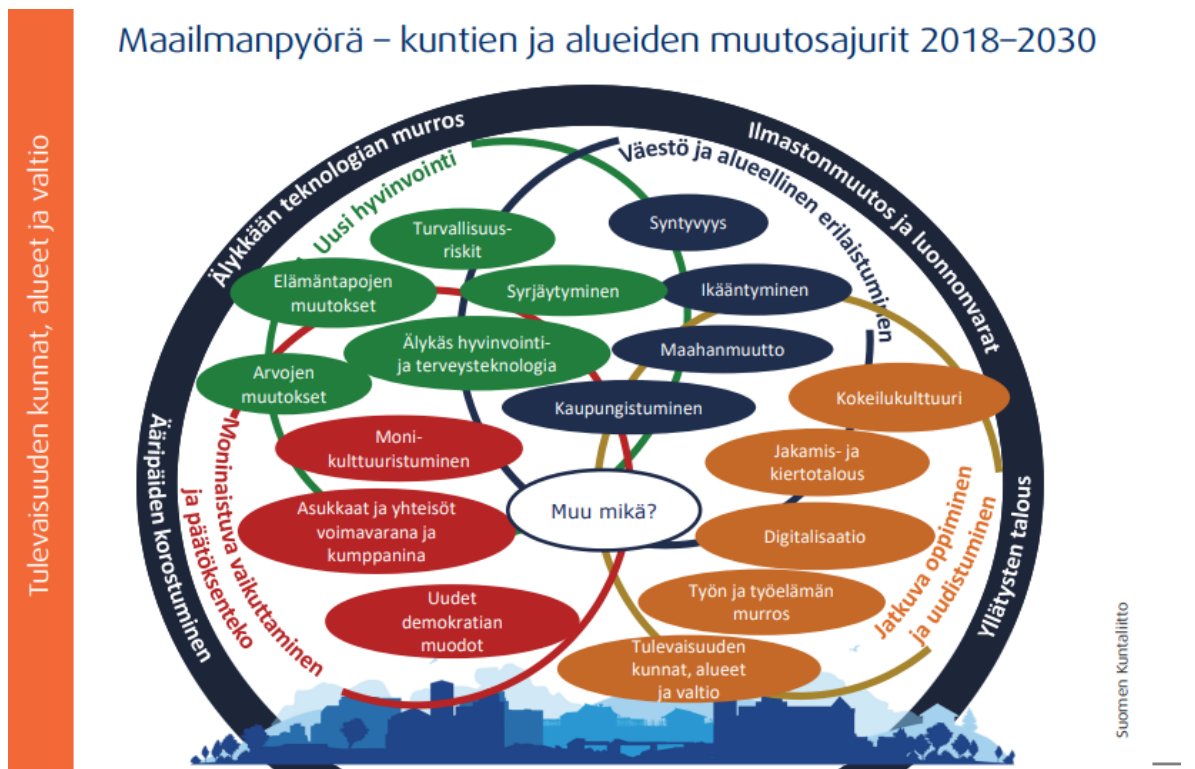 Maailmanpyörä – kuntien ja alueiden muutosajurit 2018–2030
Tulevaisuuden kunnat, alueet ja valtio
Älykkään teknologian murros
Ilmastonmuutos ja luonnonvarat
Ääripäiden korostuminen
Yllätysten talous
Uusi hyvinvointi
Turvallisuus-
riskit
Elämäntapojen
muutokset
Syrjäytyminen
Älykäs hyvinvointi-
ja terveysteknologia
Arvojen
muutokset
Väestö ja alueellinen erilaistuminen
Syntyvyys
Ikääntyminen
Maahanmuutto
Kaupungistuminen
Moninaistuva vaikuttaminen
ja päätöksenteko
Moni-
kulttuuristuminen
Asukkaat ja yhteisöt
voimavarana ja
kumppanina
Uudet
demokratian
muodot
Muu mikä?
Kokeilukulttuuri
Jakamis- ja
kiertotalous
Digitalisaatio
Työn ja työelämän
murros
Tulevaisuuden
kunnat, alueet
ja valtio
Jatkuva oppiminen
ja uudistuminen
Suomen Kuntaliitto